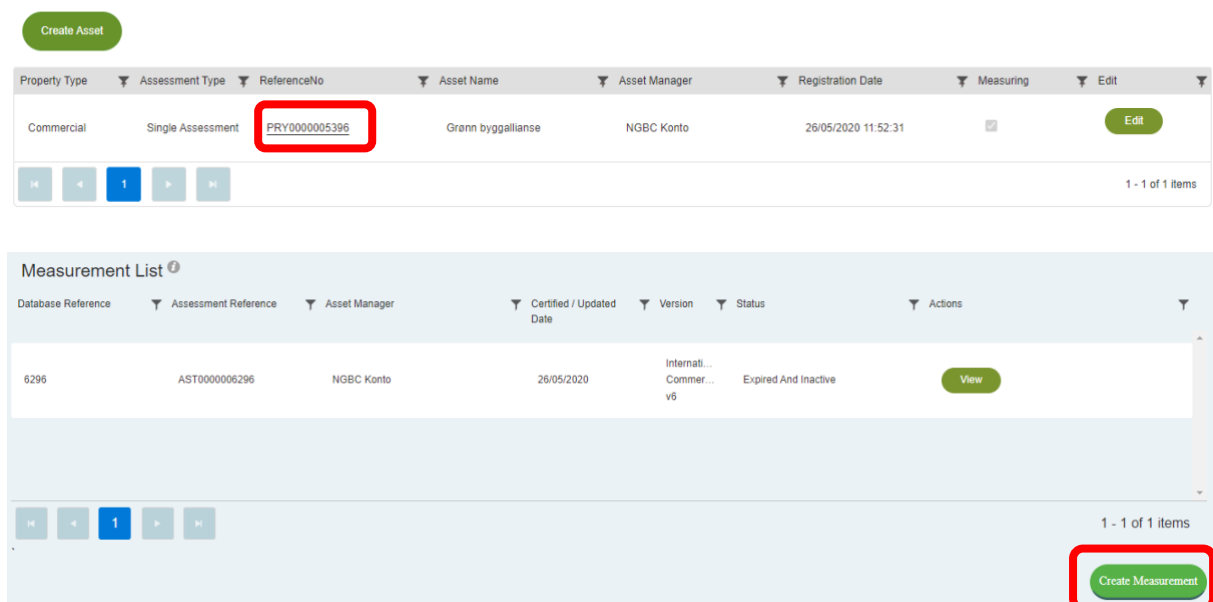 Create Asset
Property Type Assessment Type ReferenceNo Asset Name Asset Manager Registration Date Measuring Edit
Commercial Single Assessment PRY0000005396 Grønn byggallianse NGBC Konto 26/05/2020 11:52:31 Edit
1 1 - 1 of 1 items
Measurement List i
Database Reference Assessment Reference Asset Manager Certified / Updated Date Version Status Actions
6296 AST0000006296 NGBC Konto 26/05/2020 Internati... Commer... v6 Expired And Inactive View
1 1 - 1 of 1 items
Create Measurement